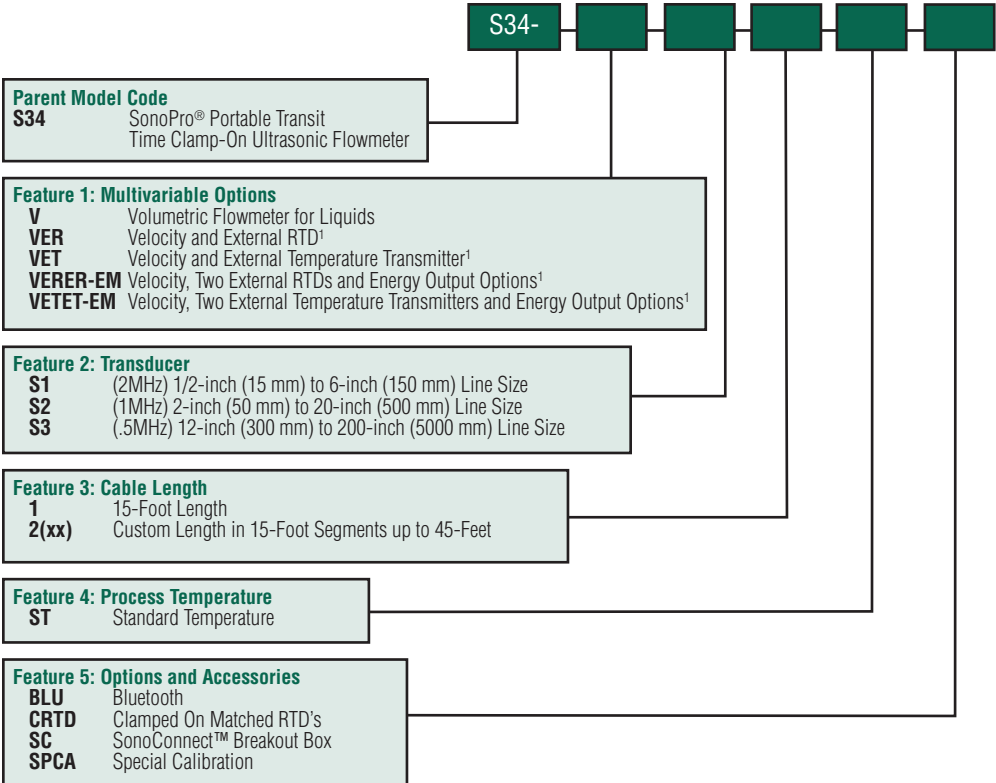 S34-
Parent Model Code
S34 SonoPro® Portable Transit
Time Clamp-On Ultrasonic Flowmeter
Feature 1: Multivariable Options
V Volumetric Flowmeter for Liquids
VER Velocity and External RTD¹
VET Velocity and External Temperature Transmitter¹
VERER-EM Velocity, Two External RTDs and Energy Output Options¹
VETET-EM Velocity, Two External Temperature Transmitters and Energy Output Options¹
Feature 2: Transducer
S1 (2MHz) 1/2-inch (15 mm) to 6-inch (150 mm) Line Size
S2 (1MHz) 2-inch (50 mm) to 20-inch (500 mm) Line Size
S3 (.5MHz) 12-inch (300 mm) to 200-inch (5000 mm) Line Size
Feature 3: Cable Length
1 15-Foot Length
2(xx) Custom Length in 15-Foot Segments up to 45-Feet
Feature 4: Process Temperature
ST Standard Temperature
Feature 5: Options and Accessories
BLU Bluetooth
CRTD Clamped On Matched RTD's
SC SonoConnect™ Breakout Box
SPCA Special Calibration